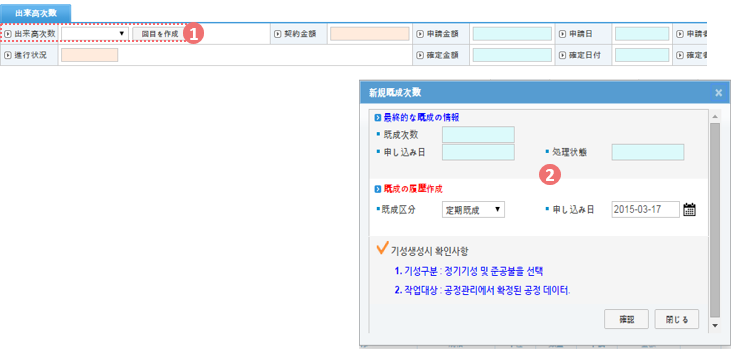 出来高次数
出来高次数 回目を作成 1 契約金額 申請金額 申請日 申請者
進行状況 確定金額 確定日付 確定者
新規既成次数 ×
最終的な既成の情報
既成次数
申し込み日 処理状態
2
既成の履歴作成
既成区分 定期既成 申し込み日 2015-03-17
기성생성시 확인사항
1. 기성구분 : 정기기성 및 준공불을 선택
2. 작업대상 : 공정관리에서 확정된 공정 데이터.
確認 閉じる